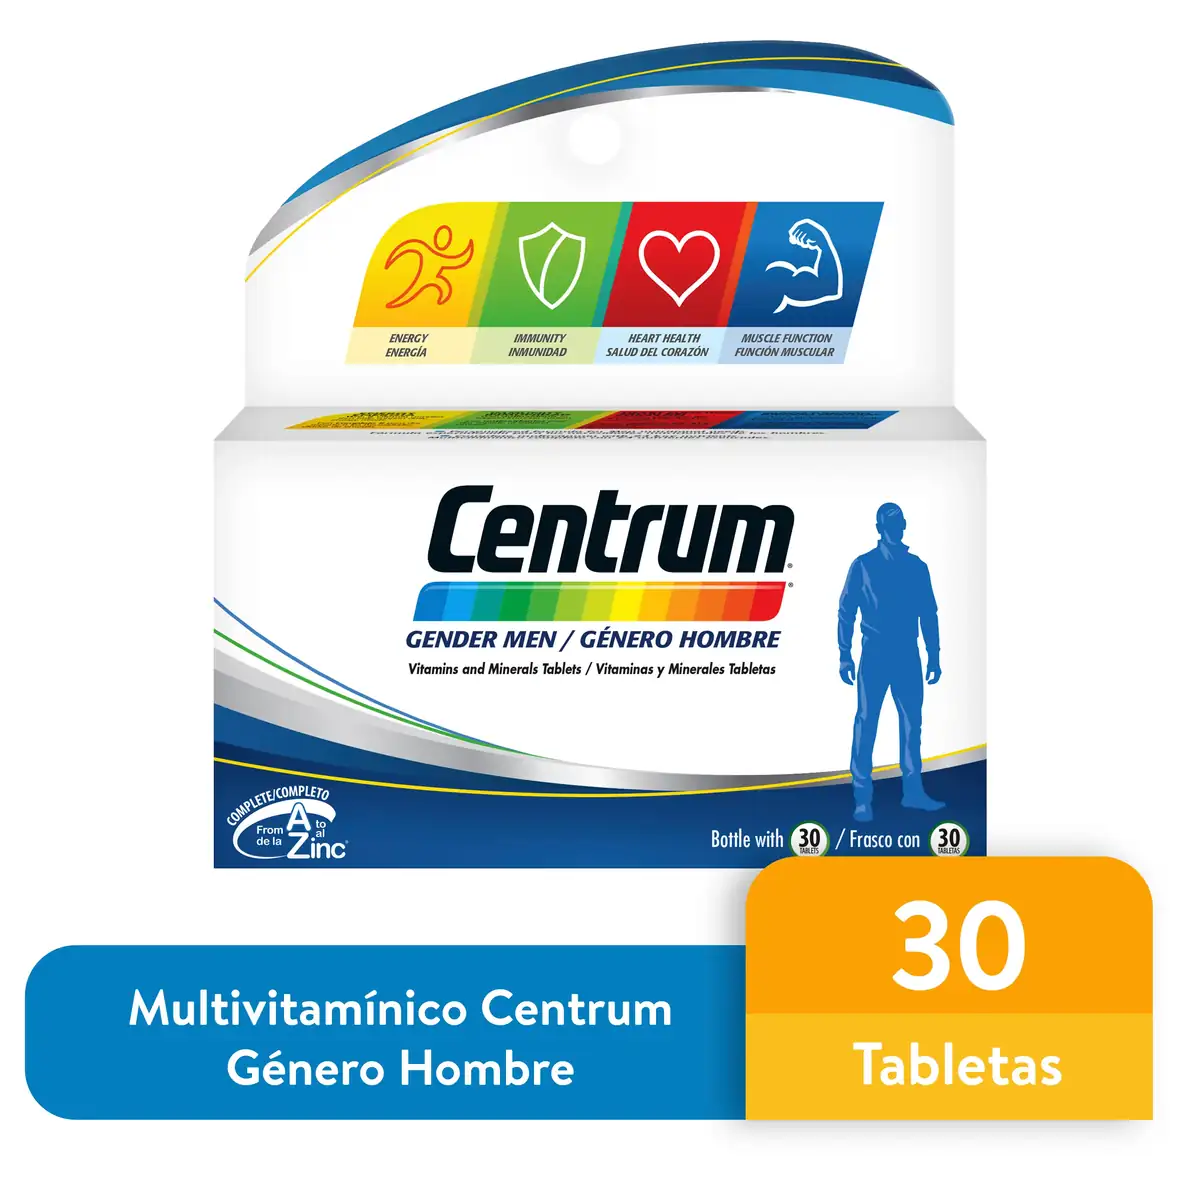 ENERGY
ENERGÍA
IMMUNITY
INMUNIDAD
HEART HEALTH
SALUD DEL CORAZÓN
MUSCLE FUNCTION
FUNCIÓN MUSCULAR
Centrum®
GENDER MEN / GÉNERO HOMBRE
Vitamins and Minerals Tablets / Vitaminas y Minerales Tabletas
COMPLETE/COMPLETO
From A to
de la al
Zinc®
Bottle with 30 TABLETS / Frasco con 30 TABLETAS
Multivitamínico Centrum
Género Hombre
30
Tabletas